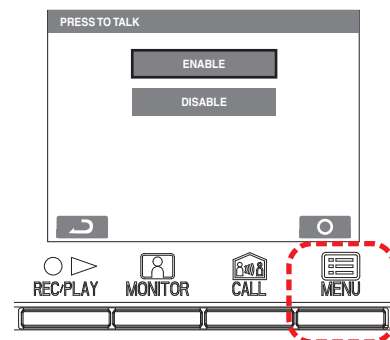 PRESS TO TALK
ENABLE
DISABLE
REC/PLAY MONITOR CALL MENU